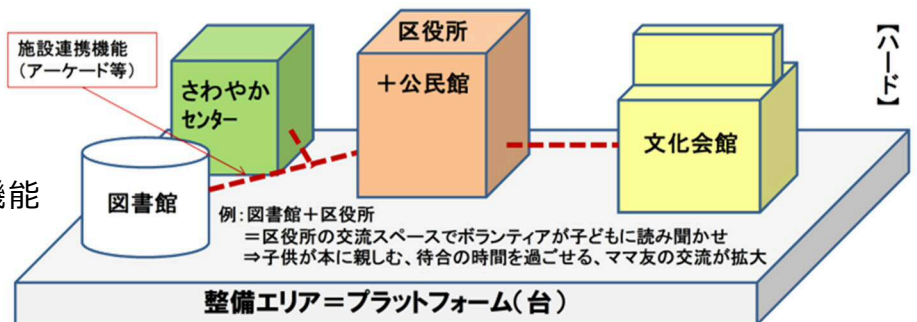 施設連携機能
(アーケード等)
さわやか
センター
区役所
+公民館
文化会館
【ハード】
図書館
能
例:図書館+区役所
=区役所の交流スペースでボランティアが子どもに読み聞かせ
⇒子供が本に親しむ、待合の時間を過ごせる、ママ友の交流が拡大
整備エリア=プラットフォーム(台)